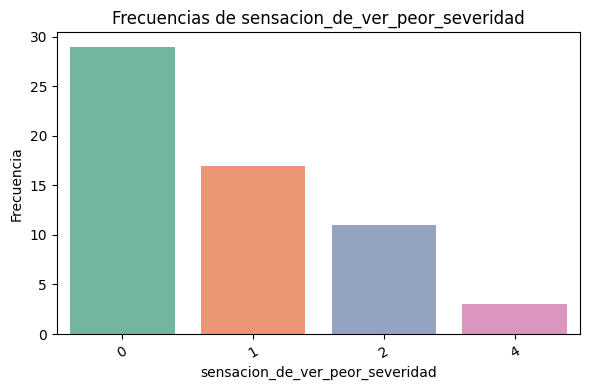 Frecuencias de sensacion_de_ver_peor_severidad
30
25
20
15
10
5
0
Frecuencia
0 1 2 4
sensacion_de_ver_peor_severidad